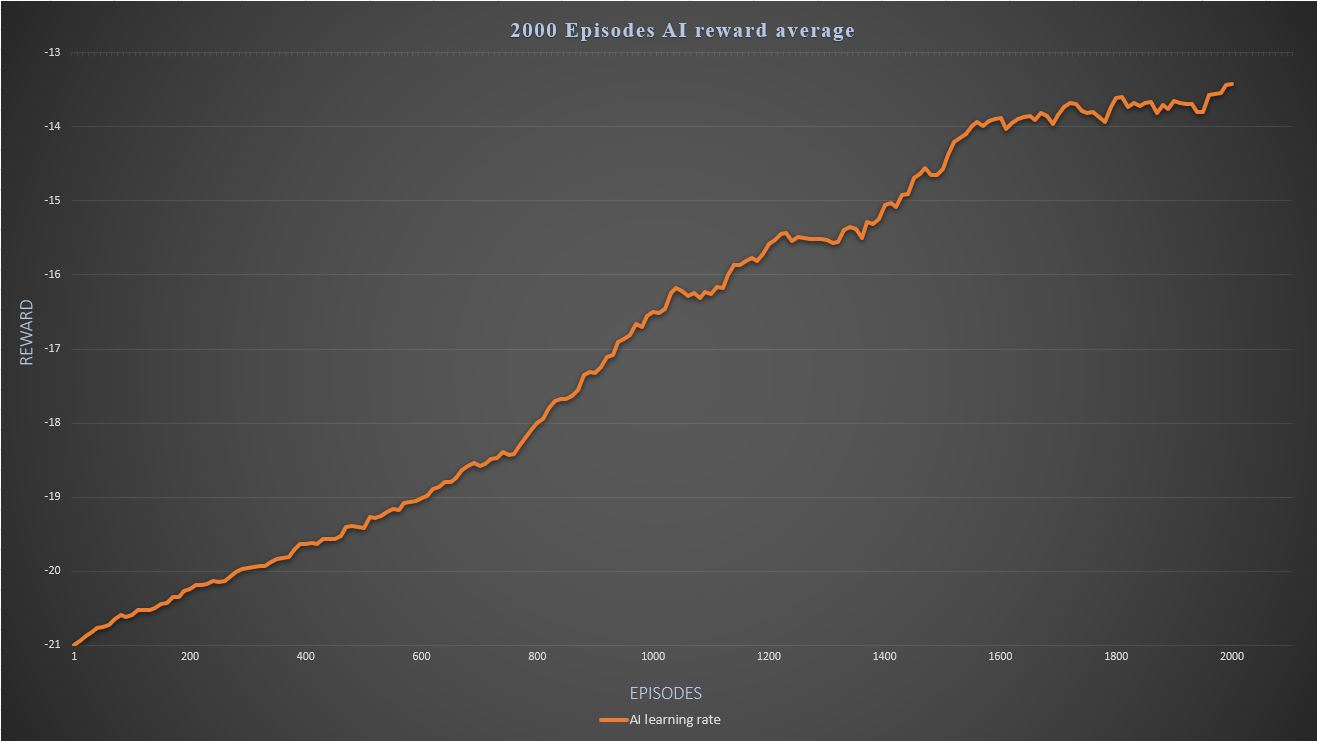 2000 Episodes AI reward average
-13
-14
-15
-16
-17
-18
-19
-20
-21
REWARD
1 200 400 600 800 1000 1200 1400 1600 1800 2000
EPISODES
AI learning rate